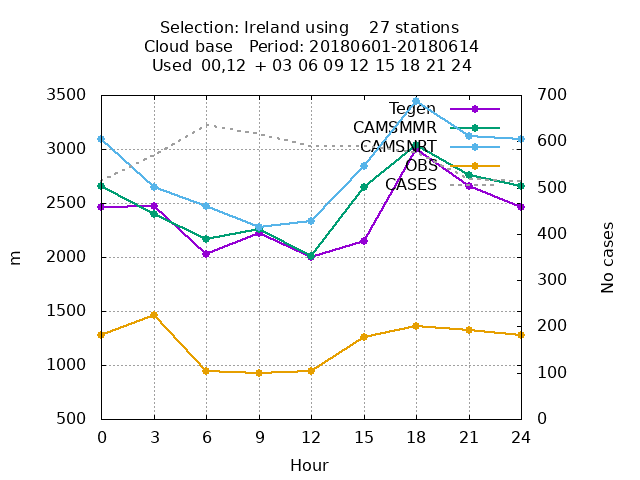 Selection: Ireland using    27 stations
Cloud base   Period: 20180601-20180614
Used  00,12  + 03 06 09 12 15 18 21 24
3500
3000
2500
2000
1500
1000
500
m
700
600
500
400
300
200
100
0
No cases
Tegen
CAMSMMR
CAMSNRT
OBS
CASES
0 3 6 9 12 15 18 21 24
Hour